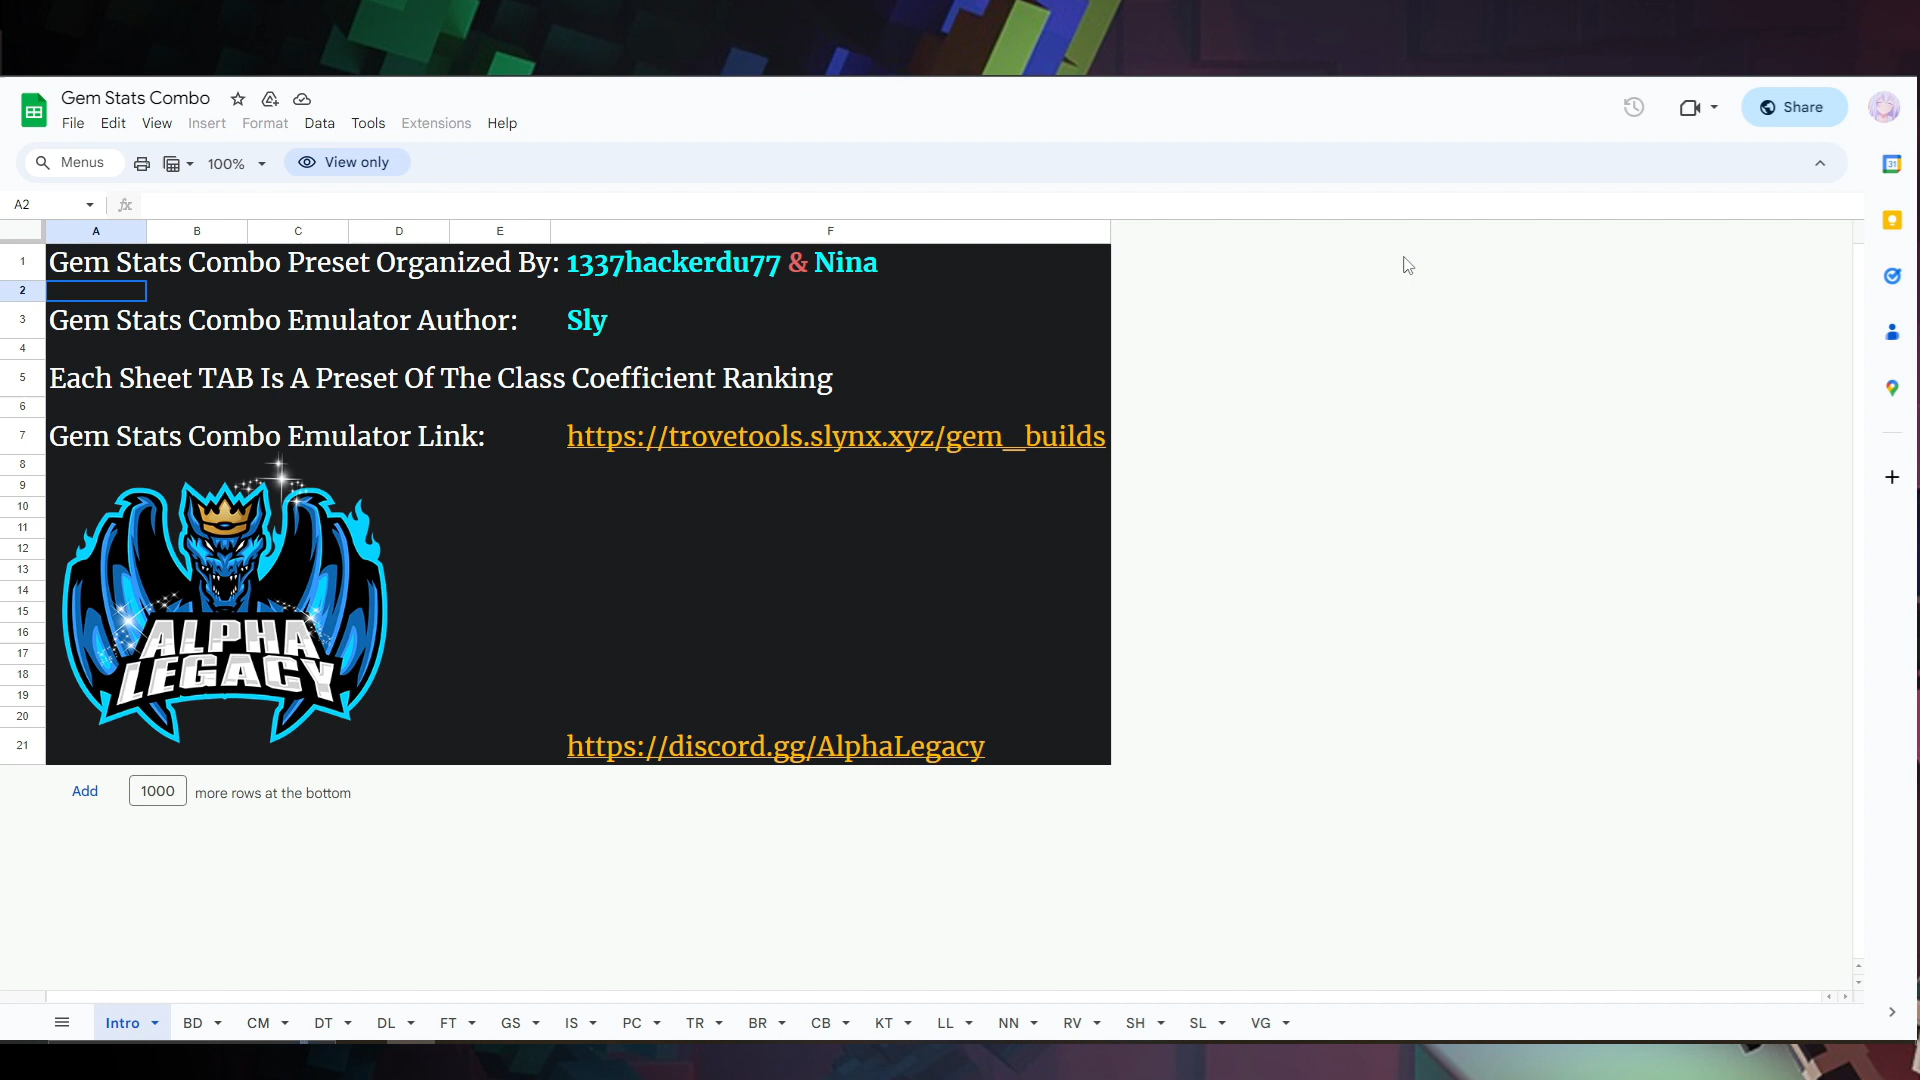 Gem Stats Combo
File Edit View Insert Format Data Tools Extensions Help
Share
Menus
100%
View only
A2
fx
A B C D E F
1 Gem Stats Combo Preset Organized By: 1337hackerdu77 & Nina
2
3 Gem Stats Combo Emulator Author: Sly
4
5 Each Sheet TAB Is A Preset Of The Class Coefficient Ranking
6
7 Gem Stats Combo Emulator Link: https://trovetools.slynx.xyz/gem_builds
8
9
10
11
12
13
14
15
16
17
18
19
20
ALPHA
LEGACY
21 https://discord.gg/AlphaLegacy
Add 1000 more rows at the bottom
Intro BD CM DT DL FT GS IS PC TR BR CB KT LL NN RV SH SL VG
31